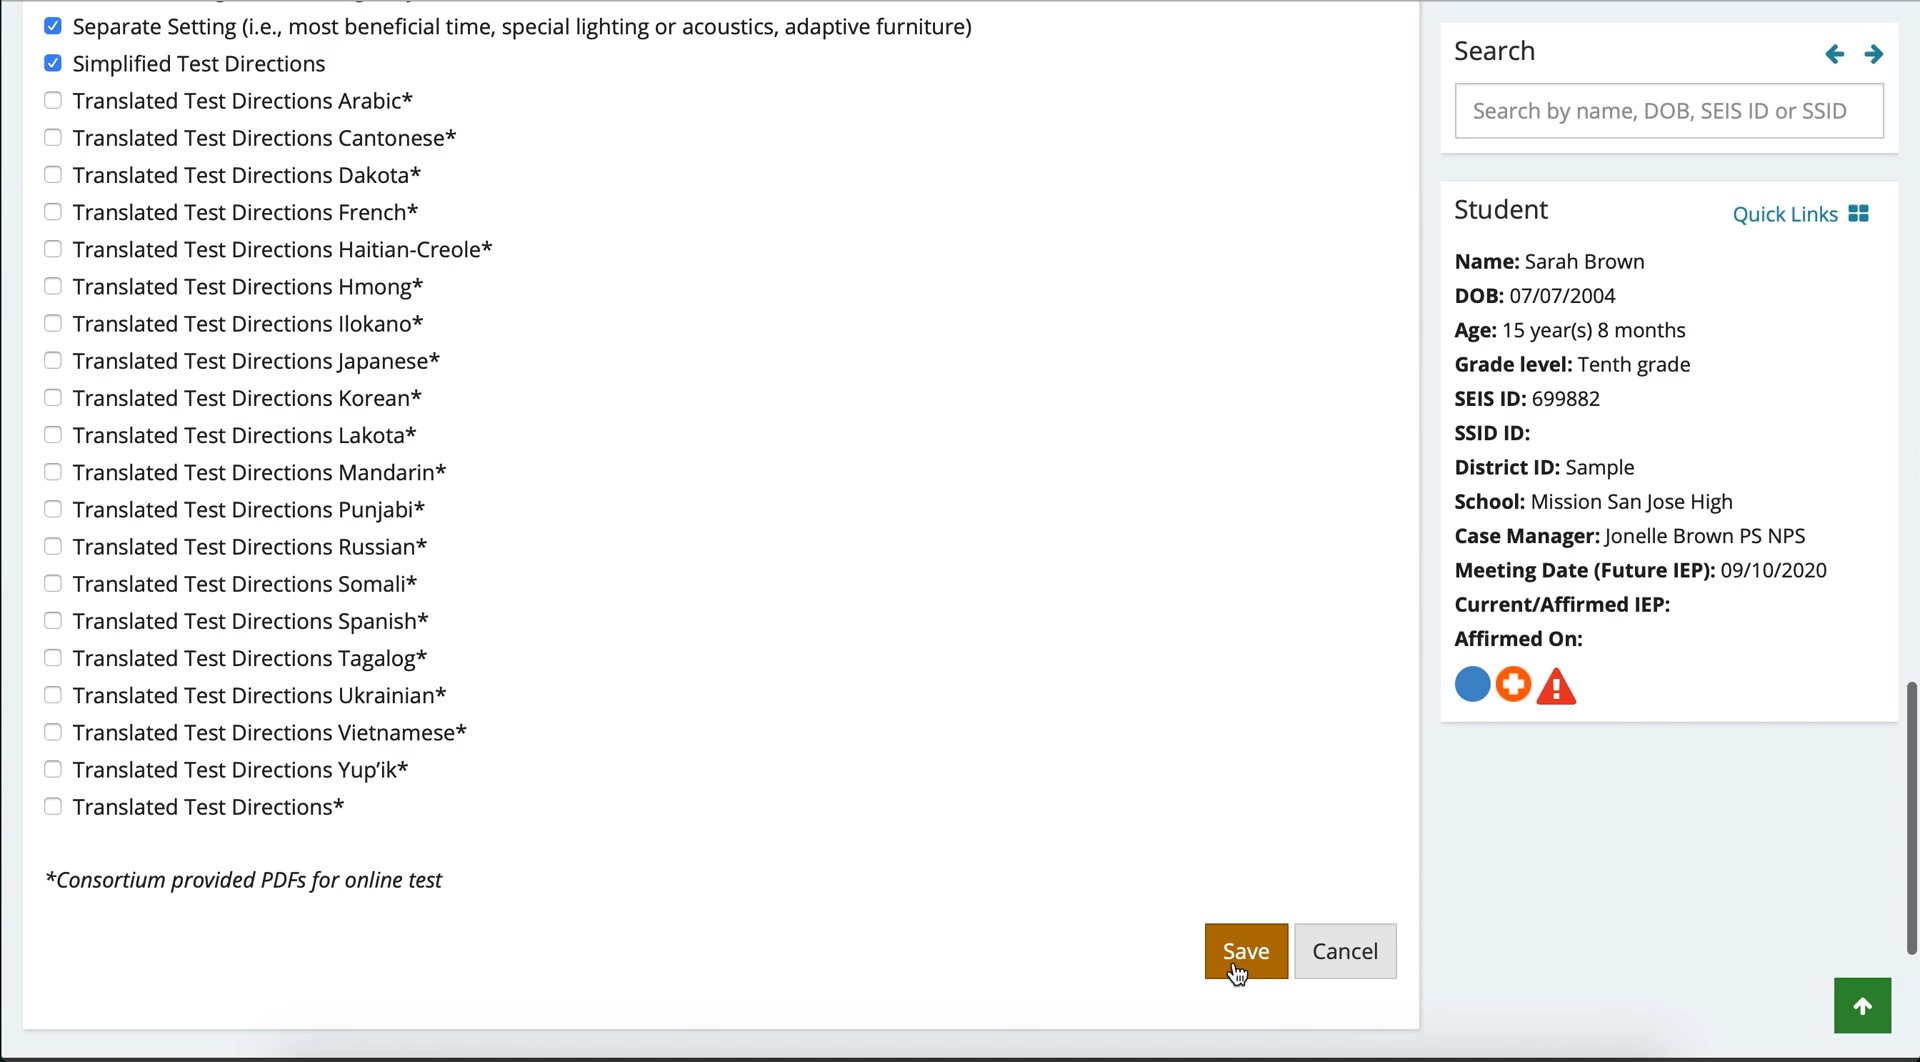 Separate Setting (i.e., most beneficial time, special lighting or acoustics, adaptive furniture)
Simplified Test Directions
Translated Test Directions Arabic*
Translated Test Directions Cantonese*
Translated Test Directions Dakota*
Translated Test Directions French*
Translated Test Directions Haitian-Creole*
Translated Test Directions Hmong*
Translated Test Directions Ilokano*
Translated Test Directions Japanese*
Translated Test Directions Korean*
Translated Test Directions Lakota*
Translated Test Directions Mandarin*
Translated Test Directions Punjabi*
Translated Test Directions Russian*
Translated Test Directions Somali*
Translated Test Directions Spanish*
Translated Test Directions Tagalog*
Translated Test Directions Ukrainian*
Translated Test Directions Vietnamese*
Translated Test Directions Yup’ik*
Translated Test Directions*
*Consortium provided PDFs for online test
Save
Cancel
Search
Search by name, DOB, SEIS ID or SSID
Student
Quick Links
Name: Sarah Brown
DOB: 07/07/2004
Age: 15 year(s) 8 months
Grade level: Tenth grade
SEIS ID: 699882
SSID ID:
District ID: Sample
School: Mission San Jose High
Case Manager: Jonelle Brown PS NPS
Meeting Date (Future IEP): 09/10/2020
Current/Affirmed IEP:
Affirmed On: